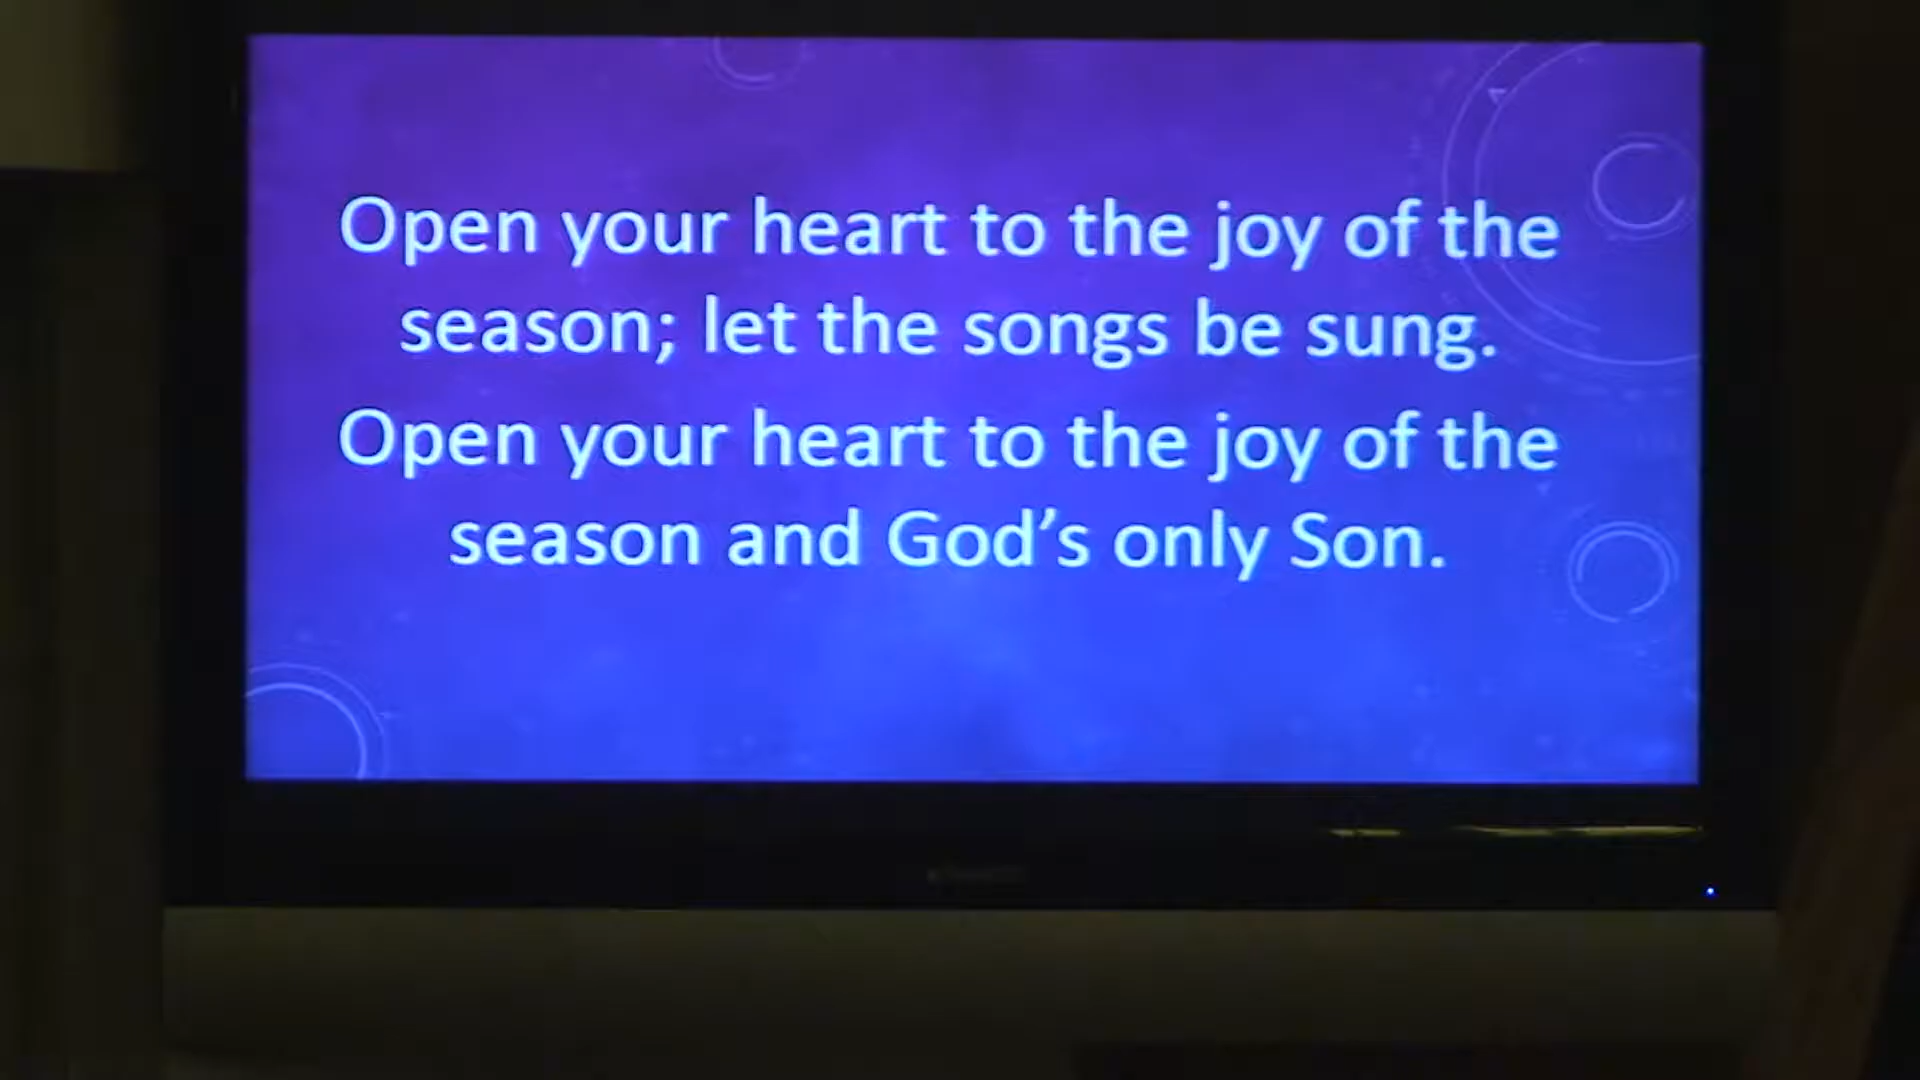 Open your heart to the joy of the
season; let the songs be sung.
Open your heart to the joy of the
season and God’s only Son.